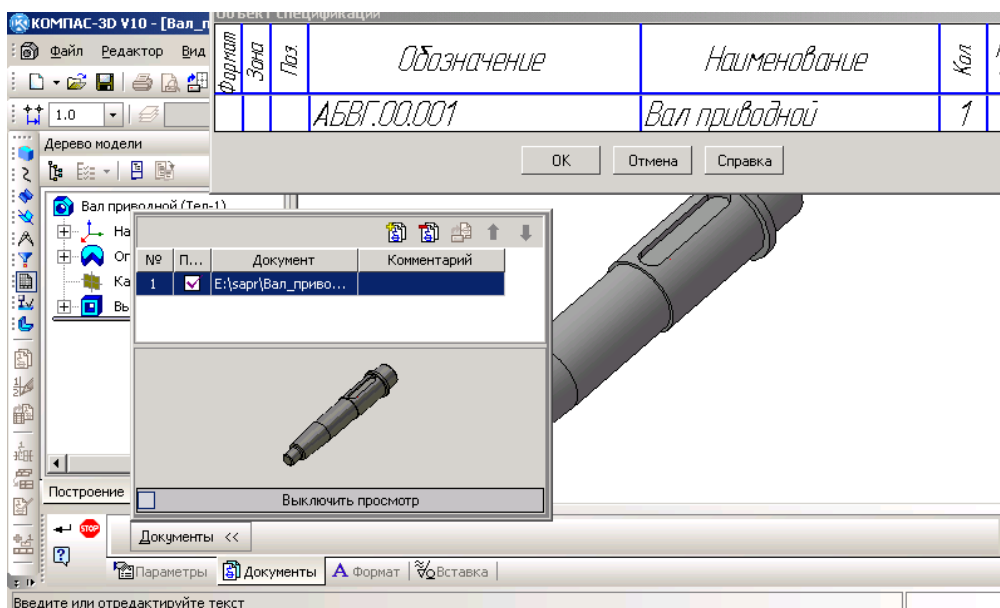 КОМПАС-3D V10 - [Вал_п
Объект спецификации
Файл Редактор Вид
Формат Зона Поз. Обозначение Наименование Кол
1.0
АБВГ.00.001 Вал приводной 1
Дерево модели
OK Отмена Справка
Вал приводной (Тел-1)
На
№ П... Документ Комментарий
Ка
1 E:\sapr\Вал_приво...
Вы
Выключить просмотр
Построение
STOP
Документы <<
Параметры Документы А Формат Вставка
Введите или отредактируйте текст